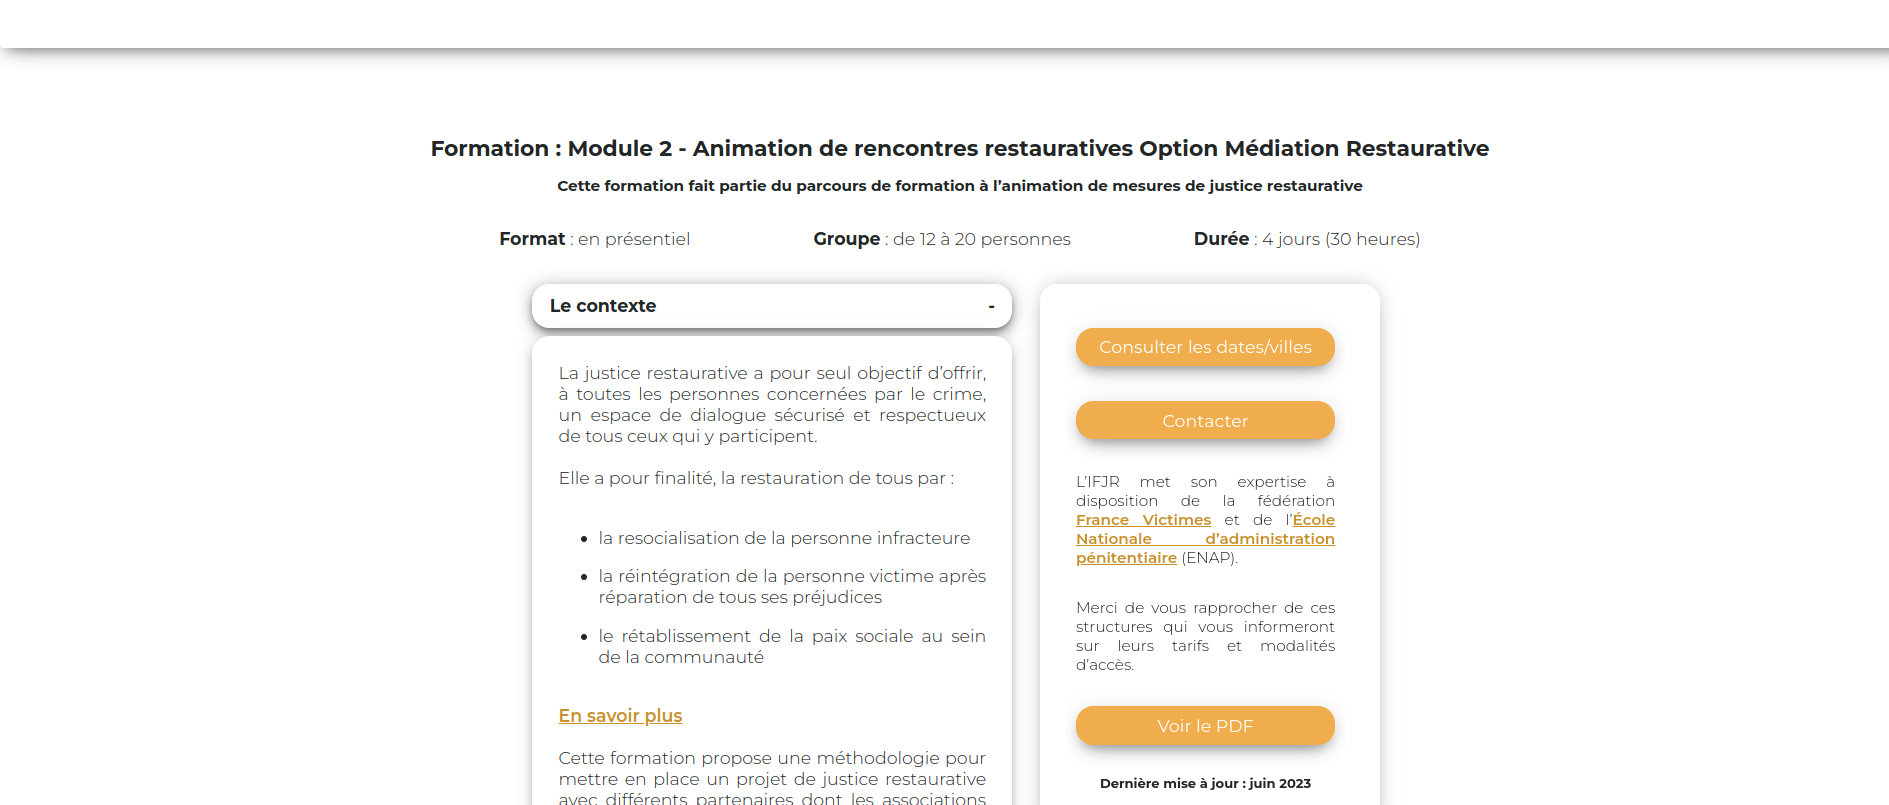 Formation : Module 2 - Animation de rencontres restauratives Option Médiation Restaurative
Cette formation fait partie du parcours de formation à l’animation de mesures de justice restaurative
Format : en présentiel
Groupe : de 12 à 20 personnes
Durée : 4 jours (30 heures)
Le contexte -
La justice restaurative a pour seul objectif d’offrir,
à toutes les personnes concernées par le crime,
un espace de dialogue sécurisé et respectueux
de tous ceux qui y participent.
Elle a pour finalité, la restauration de tous par :
• la resocialisation de la personne infracteure
• la réintégration de la personne victime après
réparation de tous ses préjudices
• le rétablissement de la paix sociale au sein
de la communauté
En savoir plus
Cette formation propose une méthodologie pour
mettre en place un projet de justice restaurative
avec différents partenaires dont les associations
Consulter les dates/villes
Contacter
L’IFJR met son expertise à
disposition de la fédération
France Victimes et de l’École
Nationale d’administration
pénitentiaire (ENAP).
Merci de vous rapprocher de ces
structures qui vous informeront
sur leurs tarifs et modalités
d’accès.
Voir le PDF
Dernière mise à jour : juin 2023